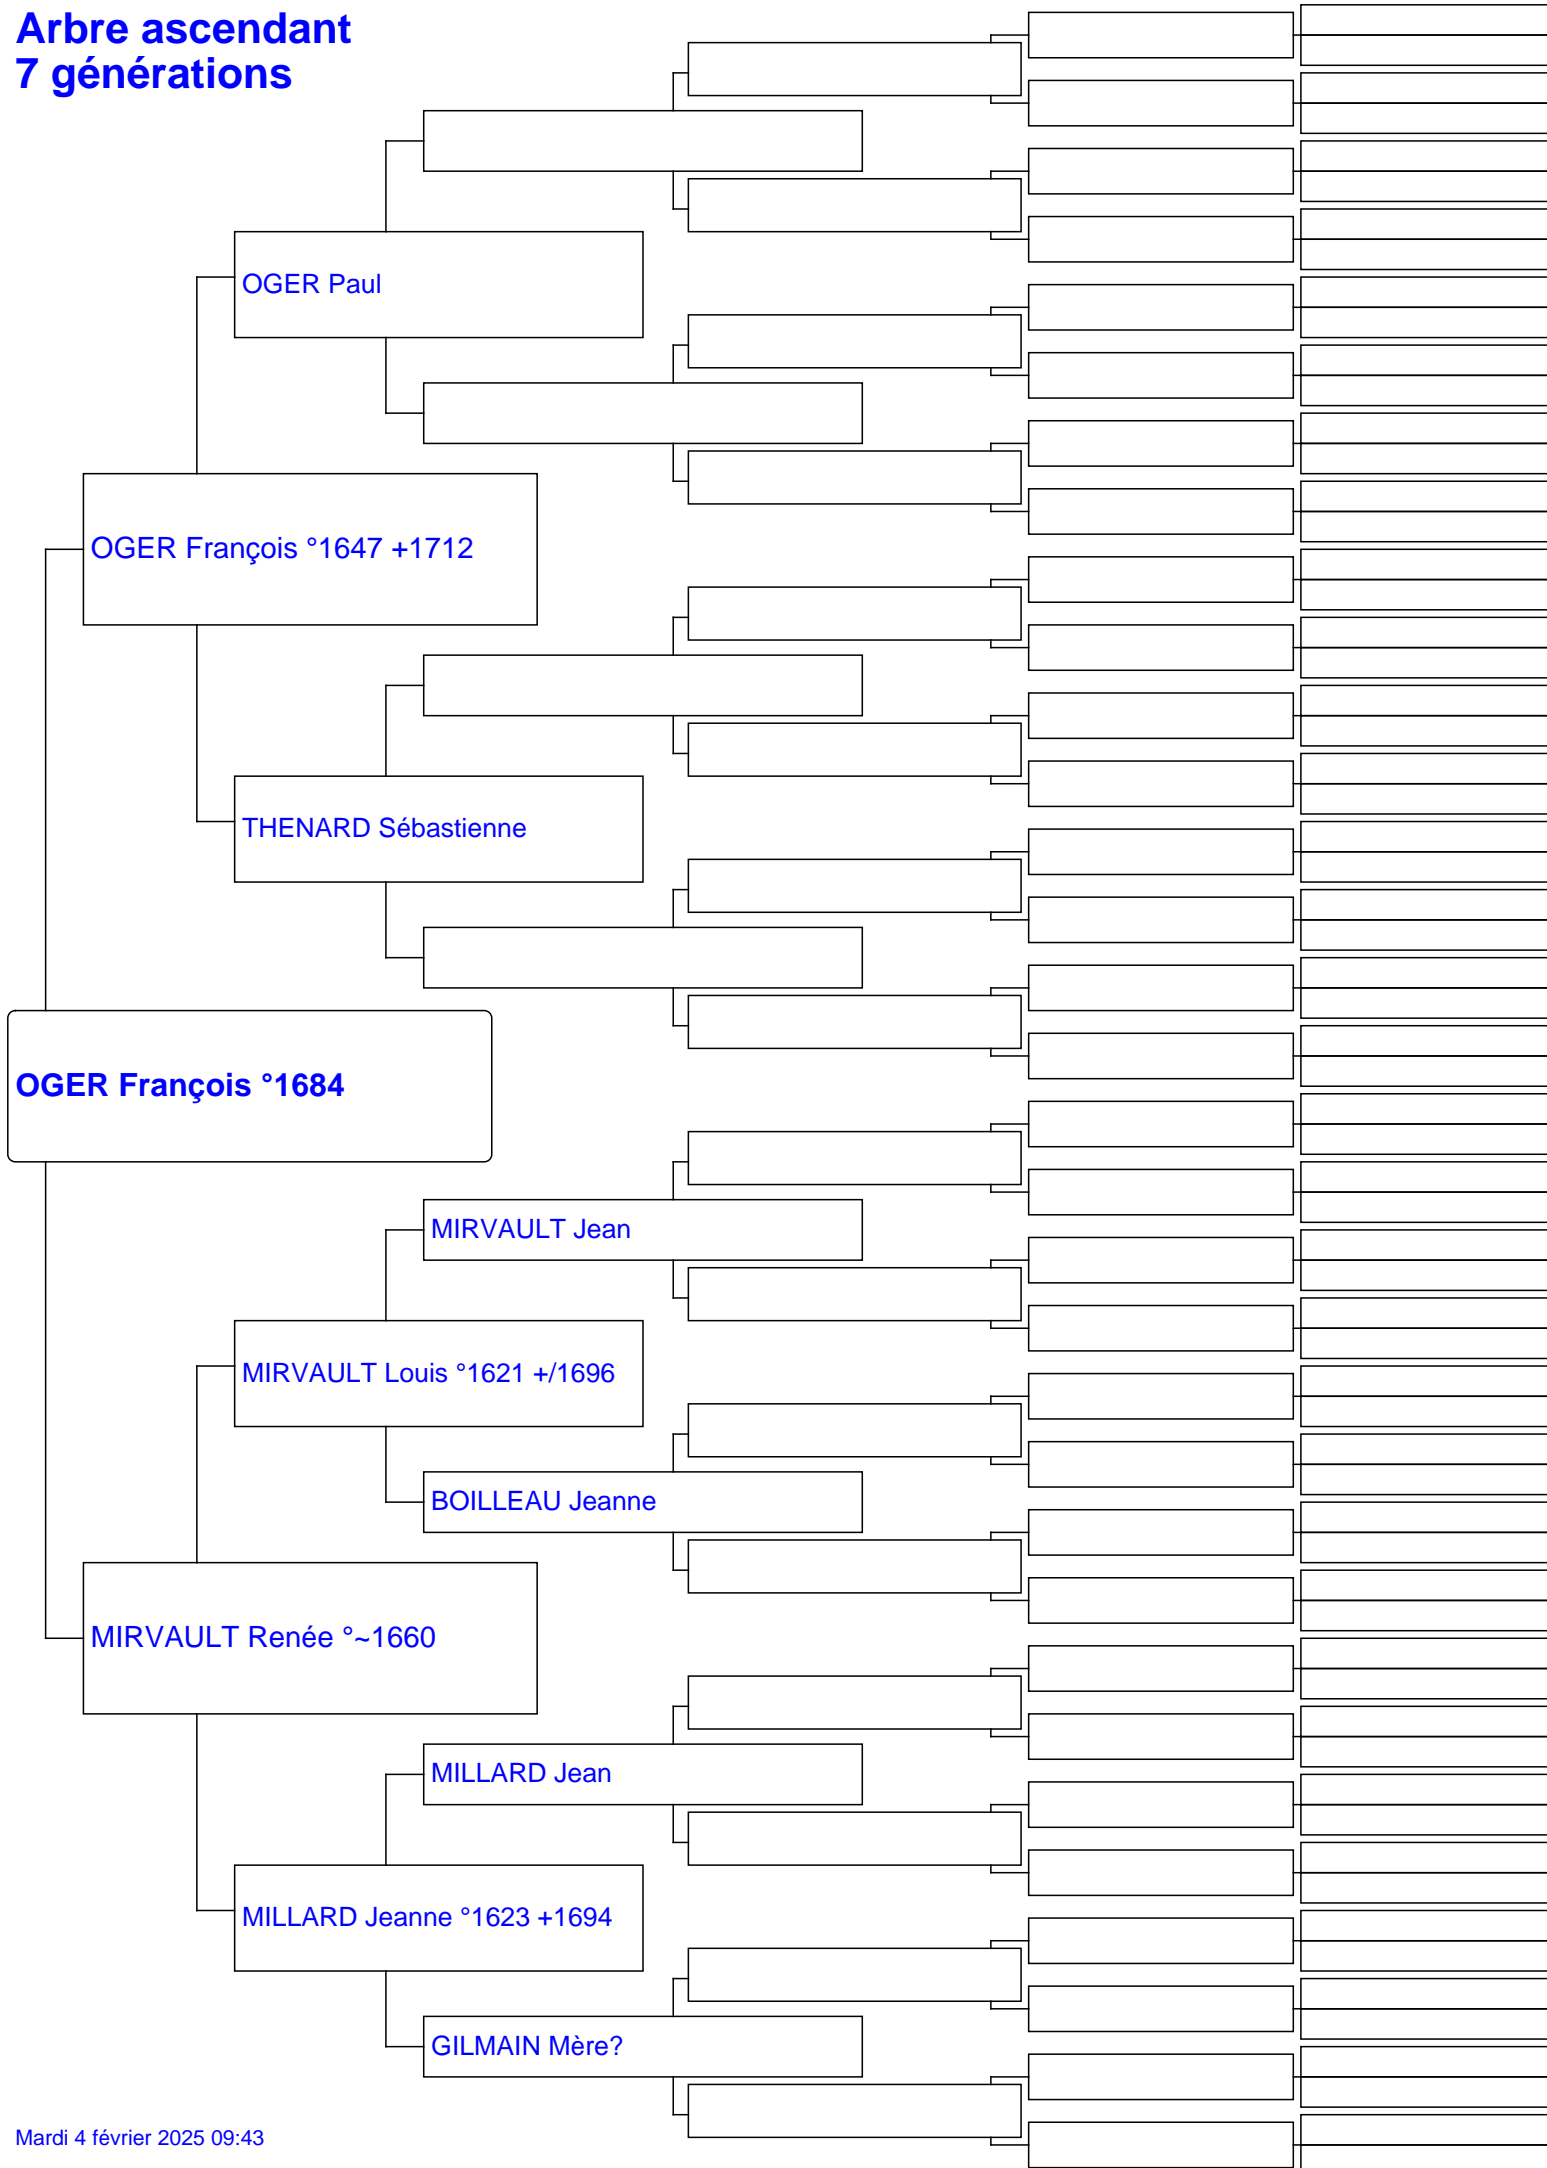 Arbre ascendant
7 générations
OGER Paul
OGER François °1647 +1712
THENARD Sébastienne
OGER François °1684
MIRVAULT Jean
MIRVAULT Louis °1621 +/1696
BOILLEAU Jeanne
MIRVAULT Renée °~1660
MILLARD Jean
MILLARD Jeanne °1623 +1694
GILMAIN Mère?
Mardi 4 février 2025 09:43